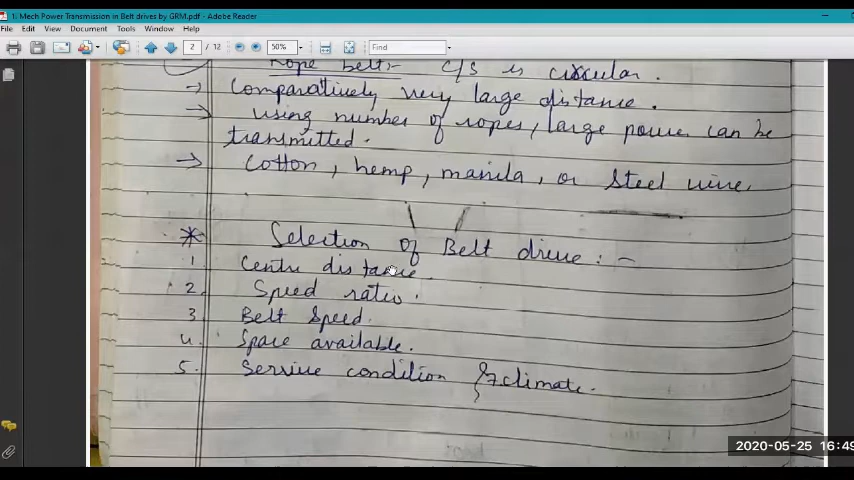 1. Mech Power Transmission in Belt drives by GRM.pdf - Adobe Reader
File Edit View Document Tools Window Help
2 / 12 50% Find
Rope belt:- C/S is circular.
→ Comparatively very large distance.
→ Using number of ropes, large power can be
transmitted.
→ Cotton, hemp, manila, or Steel wire.
* Selection of Belt drive :-
1 Centre distance.
2. Speed ratio.
3 Belt Speed.
4. Space available.
5. Service condition & climate.
2020-05-25 16:49